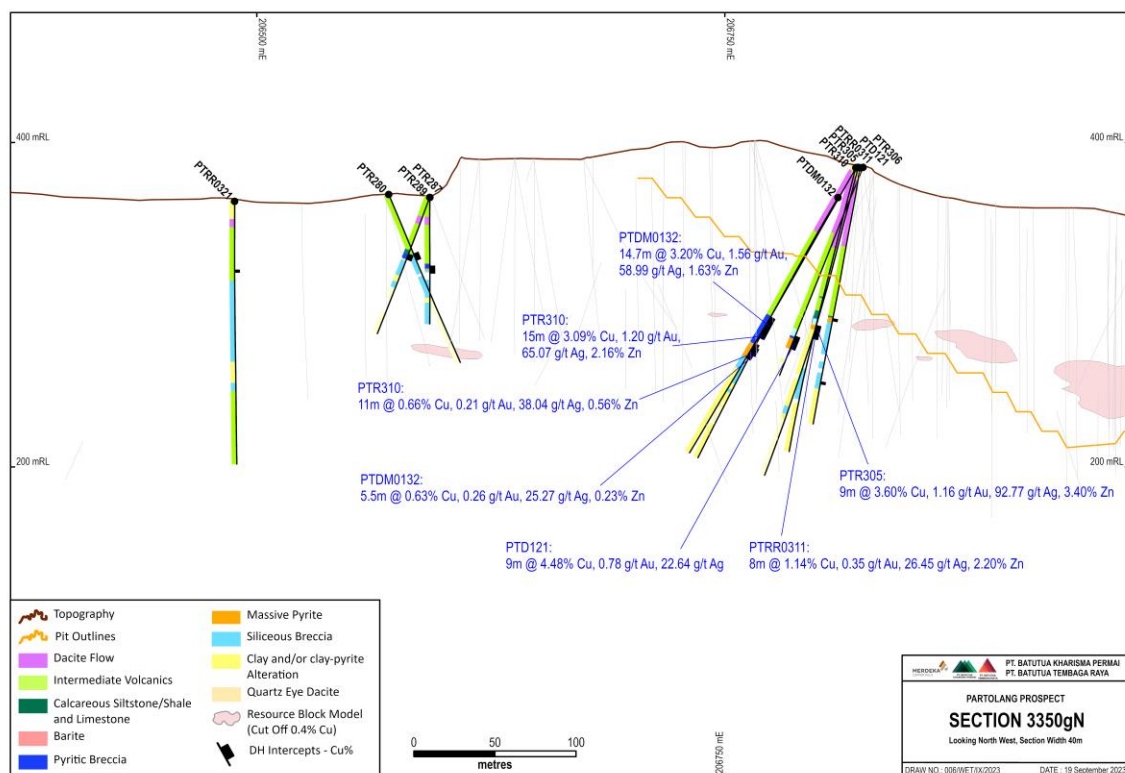 206500 mE
206750 mE
400 mRL
400 mRL
PTRR0321
PTR280
PTR289
PTR287
PTDM0132
PTR310
PTR305
PTRR0311
PTD121
PTR306
PTDM0132:
14.7m @ 3.20% Cu, 1.56 g/t Au,
58.99 g/t Ag, 1.63% Zn
PTR310:
15m @ 3.09% Cu, 1.20 g/t Au,
65.07 g/t Ag, 2.16% Zn
PTR310:
11m @ 0.66% Cu, 0.21 g/t Au, 38.04 g/t Ag, 0.56% Zn
200 mRL
200 mRL
PTDM0132:
5.5m @ 0.63% Cu, 0.26 g/t Au, 25.27 g/t Ag, 0.23% Zn
PTR305:
9m @ 3.60% Cu, 1.16 g/t Au, 92.77 g/t Ag, 3.40% Zn
PTD121:
9m @ 4.48% Cu, 0.78 g/t Au, 22.64 g/t Ag
PTRR0311:
8m @ 1.14% Cu, 0.35 g/t Au, 26.45 g/t Ag, 2.20% Zn
Topography
Pit Outlines
Dacite Flow
Intermediate Volcanics
Calcareous Siltstone/Shale
and Limestone
Barite
Pyritic Breccia
Massive Pyrite
Siliceous Breccia
Clay and/or clay-pyrite
Alteration
Quartz Eye Dacite
Resource Block Model
(Cut Off 0.4% Cu)
DH Intercepts - Cu%
0 50 100
metres
206750 mE
MERDEKA
PT. BATUTUA KHARISMA PERMAI
PT. BATUTUA TEMBAGA RAYA
PARTOLANG PROSPECT
SECTION 3350gN
Looking North West, Section Width 40m
DRAW NO.: 006/WET/IX/2023 DATE : 19 September 2023